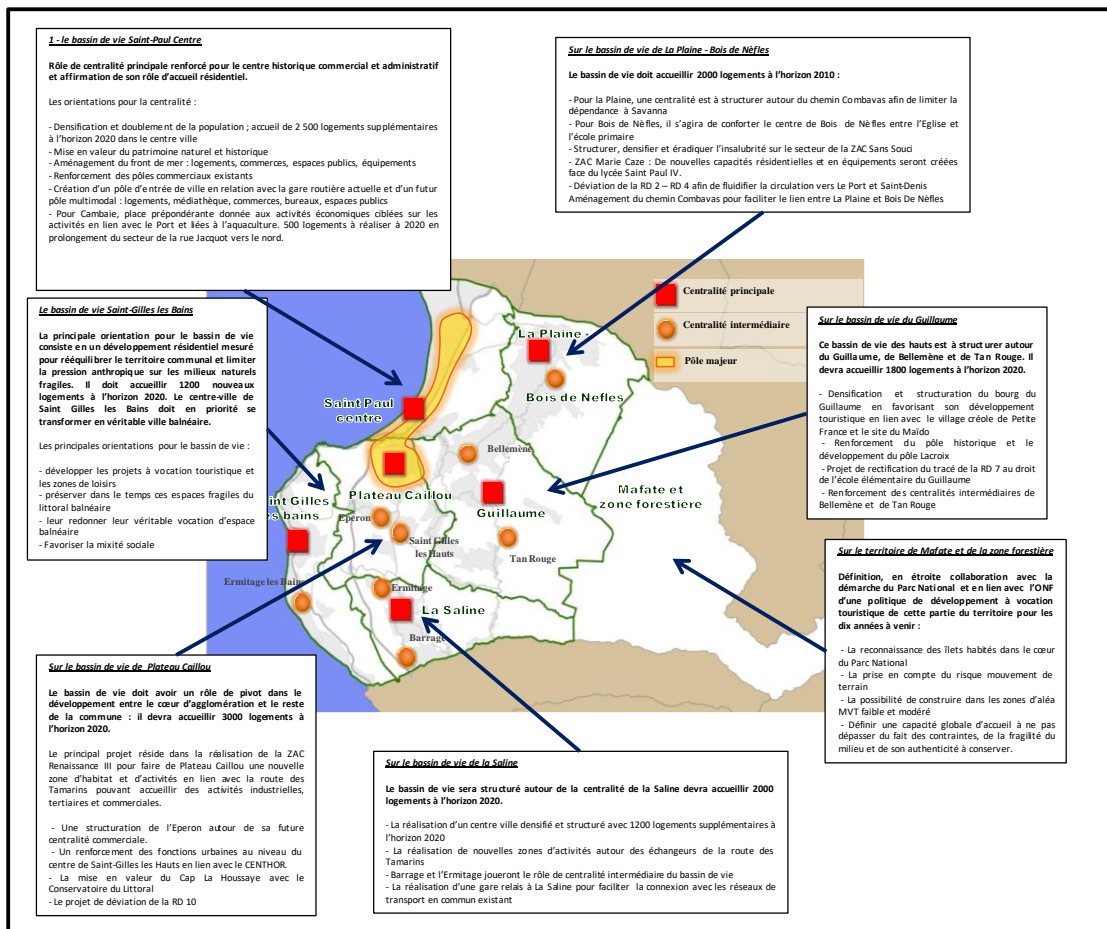 1 - le bassin de vie Saint-Paul Centre
Rôle de centralité principale renforcé pour le centre historique commercial et administratif
et affirmation de son rôle d'accueil résidentiel.
Les orientations pour la centralité :
- Densification et doublement de la population ; accueil de 2 500 logements supplémentaires
à l'horizon 2020 dans le centre ville
- Mise en valeur du patrimoine naturel et historique
- Aménagement du front de mer : logements, commerces, espaces publics, équipements
- Renforcement des pôles commerciaux existants
- Création d'un pôle d'entrée de ville en relation avec la gare routière actuelle et d'un futur
pôle multimodal : logements, médiathèque, commerces, bureaux, espaces publics
- Pour Cambaie, place prépondérante donnée aux activités économiques ciblées sur les
activités en lien avec le Port et liées à l'aquaculture. 500 logements à réaliser à 2020 en
prolongement du secteur de la rue Jacquot vers le nord.
Sur le bassin de vie de La Plaine - Bois de Nèfles
Le bassin de vie doit accueillir 2000 logements à l'horizon 2010 :
- Pour la Plaine, une centralité est à structurer autour du chemin Combavas afin de limiter la
dépendance à Savanna
- Pour Bois de Nèfles, il s'agira de conforter le centre de Bois de Nèfles entre l'Eglise et
l'école primaire
- Structurer, densifier et éradiquer l'insalubrité sur le secteur de la ZAC Sans Souci
- ZAC Marie Caze : De nouvelles capacités résidentielles et en équipements seront créées
face du lycée Saint Paul IV.
- Déviation de la RD 2 – RD 4 afin de fluidifier la circulation vers Le Port et Saint-Denis
Aménagement du chemin Combavas pour faciliter le lien entre La Plaine et Bois De Nèfles
Centralité principale
Centralité intermédiaire
Pôle majeur
Le bassin de vie Saint-Gilles les Bains
La principale orientation pour le bassin de vie
consiste en un développement résidentiel mesuré
pour rééquilibrer le territoire communal et limiter
la pression anthropique sur les milieux naturels
fragiles. Il doit accueillir 1200 nouveaux
logements à l'horizon 2020. Le centre-ville de
Saint Gilles les Bains doit en priorité se
transformer en véritable ville balnéaire.
Les principales orientations pour le bassin de vie :
- développer les projets à vocation touristique et
les zones de loisirs
- préserver dans le temps ces espaces fragiles du
littoral balnéaire
- leur redonner leur véritable vocation d'espace
balnéaire
- Favoriser la mixité sociale
Sur le bassin de vie du Guillaume
Ce bassin de vie des hauts est à structurer autour
du Guillaume, de Bellemène et de Tan Rouge. Il
devra accueillir 1800 logements à l'horizon 2020.
- Densification et structuration du bourg du
Guillaume en favorisant son développement
touristique en lien avec le village créole de Petite
France et le site du Maïdo
- Renforcement du pôle historique et le
développement du pôle Lacroix
- Projet de rectification du tracé de la RD 7 au droit
de l'école élémentaire du Guillaume
- Renforcement des centralités intermédiaires de
Bellemène et de Tan Rouge
La Plaine -
Bois de Nefles
Saint Paul
centre
Bellemène
Plateau Caillou
Guillaume
Mafate et
zone forestière
int Gilles
es bains
Eperon
Saint Gilles
les Hauts
Tan Rouge
Ermitage les Bains
Ermitage
La Saline
Barrage
Sur le territoire de Mafate et de la zone forestière
Définition, en étroite collaboration avec la
démarche du Parc National et en lien avec l'ONF
d'une politique de développement à vocation
touristique de cette partie du territoire pour les
dix années à venir :
- La reconnaissance des îlets habités dans le cœur
du Parc National
- La prise en compte du risque mouvement de
terrain
- La possibilité de construire dans les zones d'aléa
MVT faible et modéré
- Définir une capacité globale d'accueil à ne pas
dépasser du fait des contraintes, de la fragilité du
milieu et de son authenticité à conserver.
Sur le bassin de vie de Plateau Caillou
Le bassin de vie doit avoir un rôle de pivot dans le
développement entre le cœur d'agglomération et le reste
de la commune : il devra accueillir 3000 logements à
l'horizon 2020.
Le principal projet réside dans la réalisation de la ZAC
Renaissance III pour faire de Plateau Caillou une nouvelle
zone d'habitat et d'activités en lien avec la route des
Tamarins pouvant accueillir des activités industrielles,
tertiaires et commerciales.
- Une structuration de l'Eperon autour de sa future
centralité commerciale.
- Un renforcement des fonctions urbaines au niveau du
centre de Saint-Gilles les Hauts en lien avec le CENTHOR.
- La mise en valeur du Cap La Houssaye avec le
Conservatoire du Littoral
- Le projet de déviation de la RD 10
Sur le bassin de vie de la Saline
Le bassin de vie sera structuré autour de la centralité de la Saline devra accueillir 2000
logements à l'horizon 2020.
- La réalisation d'un centre ville densifié et structuré avec 1200 logements supplémentaires à
l'horizon 2020
- La réalisation de nouvelles zones d'activités autour des échangeurs de la route des
Tamarins
- Barrage et l'Ermitage joueront le rôle de centralité intermédiaire du bassin de vie
- La réalisation d'une gare relais à La Saline pour faciliter la connexion avec les réseaux de
transport en commun existant